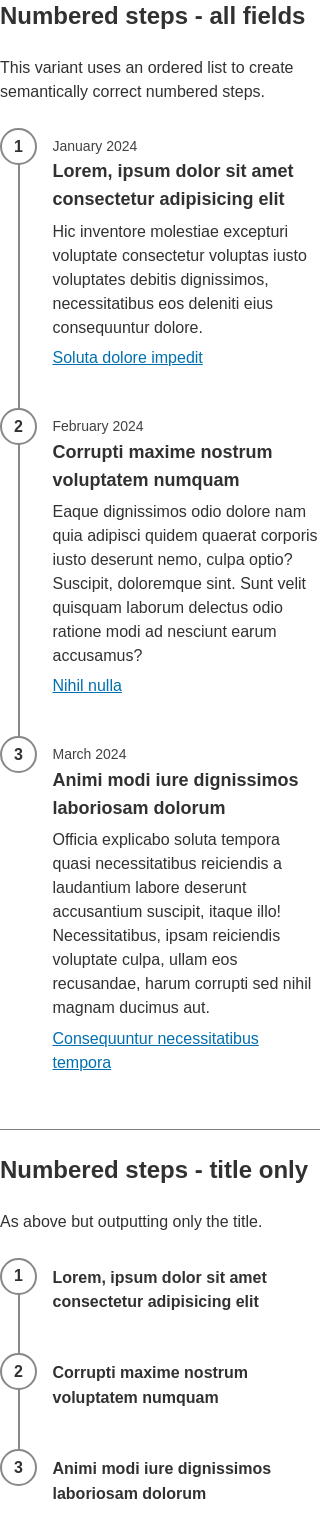 Numbered steps - all fields
This variant uses an ordered list to create
semantically correct numbered steps.
1
January 2024
Lorem, ipsum dolor sit amet
consectetur adipisicing elit
Hic inventore molestiae excepturi
voluptate consectetur voluptas iusto
voluptates debitis dignissimos,
necessitatibus eos deleniti eius
consequuntur dolore.
Soluta dolore impedit
2
February 2024
Corrupti maxime nostrum
voluptatem numquam
Eaque dignissimos odio dolore nam
quia adipisci quidem quaerat corporis
iusto deserunt nemo, culpa optio?
Suscipit, doloremque sint. Sunt velit
quisquam laborum delectus odio
ratione modi ad nesciunt earum
accusamus?
Nihil nulla
3
March 2024
Animi modi iure dignissimos
laboriosam dolorum
Officia explicabo soluta tempora
quasi necessitatibus reiciendis a
laudantium labore deserunt
accusantium suscipit, itaque illo!
Necessitatibus, ipsam reiciendis
voluptate culpa, ullam eos
recusandae, harum corrupti sed nihil
magnam ducimus aut.
Consequuntur necessitatibus
tempora
Numbered steps - title only
As above but outputting only the title.
1
Lorem, ipsum dolor sit amet
consectetur adipisicing elit
2
Corrupti maxime nostrum
voluptatem numquam
3
Animi modi iure dignissimos
laboriosam dolorum